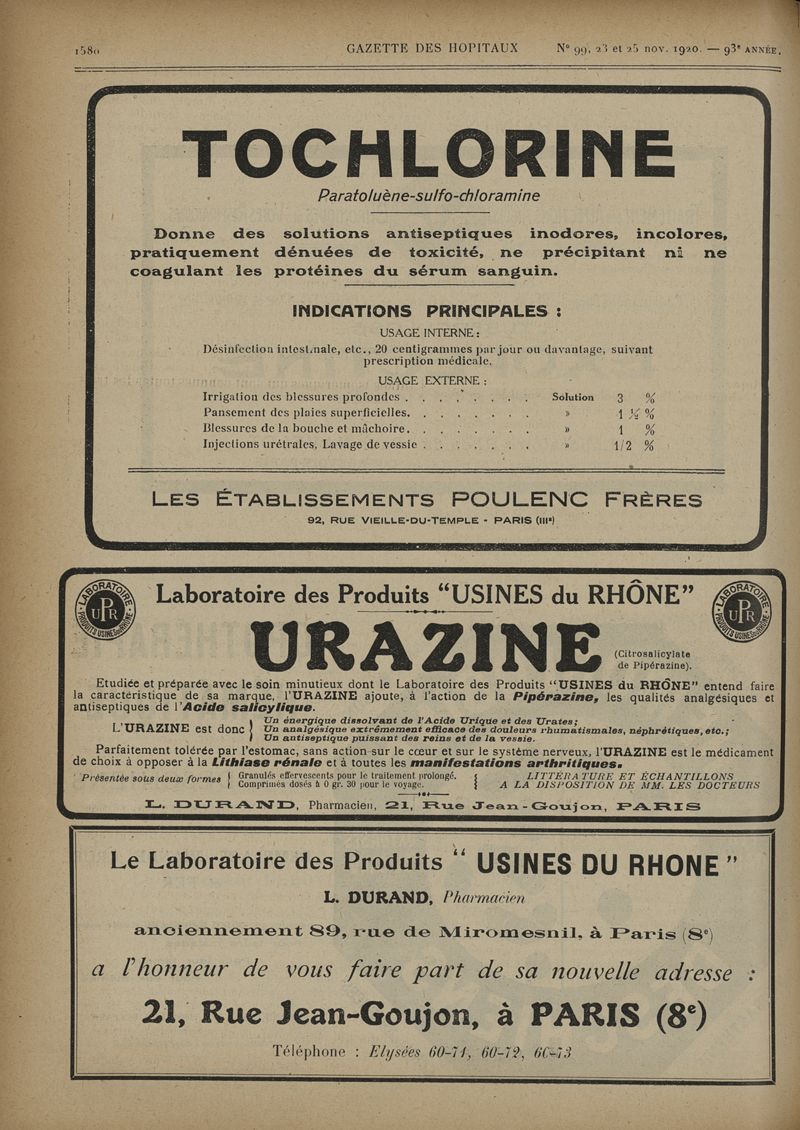 1580 GAZETTE DES HOPITAUX N° 99, 23 et 25 nov. 1920. — 93e ANNÉE.
TOCHLORINE
Paratoluène-sulfo-chloramine
Donne des solutions antiseptiques inodores, incolores,
pratiquement dénuées de toxicité, ne précipitant ni ne
coagulant les protéines du sérum sanguin.
INDICATIONS PRINCIPALES :
USAGE INTERNE :
Désinfection intestinale, etc., 20 centigrammes par jour ou davantage, suivant
prescription médicale.
USAGE EXTERNE :
Irrigation des blessures profondes . . . . . . . . Solution 3 %
Pansement des plaies superficielles. . . . . . . . » 1 ½ %
Blessures de la bouche et mâchoire. . . . . . . . » 1 %
Injections urétrales, Lavage de vessie . . . . . . . » 1/2 %
LES ÉTABLISSEMENTS POULENC FRÈRES
92, RUE VIEILLE-DU-TEMPLE - PARIS (IIIe)
LABORATOIRE UPR PRODUITS USINES du RHÔNE
Laboratoire des Produits “USINES du RHÔNE”
LABORATOIRE UPR PRODUITS USINES du RHÔNE
URAZINE (Citrosalicylate
de Pipérazine).
Etudiée et préparée avec le soin minutieux dont le Laboratoire des Produits “USINES du RHÔNE” entend faire
la caractéristique de sa marque, l'URAZINE ajoute, à l'action de la Pipérazine, les qualités analgésiques et
antiseptiques de l'Acide salicylique.
L'URAZINE est donc
Un énergique dissolvant de l'Acide Urique et des Urates;
Un analgésique extrêmement efficace des douleurs rhumatismales, néphrétiques, etc.;
Un antiseptique puissant des reins et de la vessie.
Parfaitement tolérée par l'estomac, sans action sur le cœur et sur le système nerveux, l'URAZINE est le médicament
de choix à opposer à la Lithiase rénale et à toutes les manifestations arthritiques.
Présentée sous deux formes
Granulés effervescents pour le traitement prolongé.
Comprimés dosés à 0 gr. 30 pour le voyage.
LITTÉRATURE ET ÉCHANTILLONS
A LA DISPOSITION DE MM. LES DOCTEURS
L. DURAND, Pharmacien, 21, Rue Jean-Goujon, PARIS
Le Laboratoire des Produits “ USINES DU RHONE ”
L. DURAND, Pharmacien
anciennement 89, rue de Miromesnil, à Paris (8e)
a l'honneur de vous faire part de sa nouvelle adresse :
21, Rue Jean-Goujon, à PARIS (8e)
Téléphone : Elysées 60-71, 60-72, 60-73